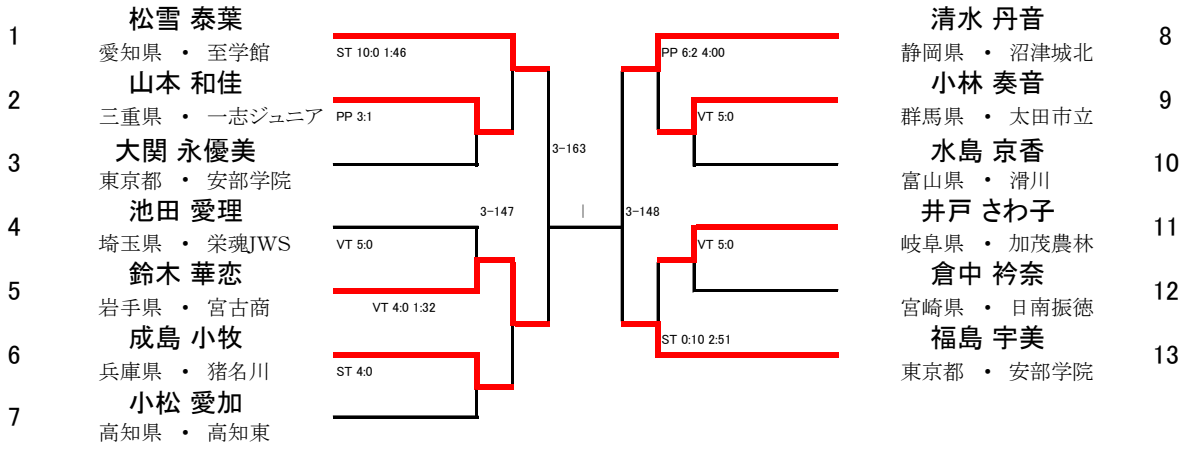 1
松雪 泰葉
愛知県 ・ 至学館
ST 10:0 1:46
2
山本 和佳
三重県 ・ 一志ジュニア
PP 3:1
3
大関 永優美
東京都 ・ 安部学院
4
池田 愛理
埼玉県 ・ 栄魂JWS
VT 5:0
5
鈴木 華恋
岩手県 ・ 宮古商
VT 4:0 1:32
6
成島 小牧
兵庫県 ・ 猪名川
ST 4:0
7
小松 愛加
高知県 ・ 高知東
3-147
3-163
|
3-148
PP 6:2 4:00
清水 丹音
静岡県 ・ 沼津城北
8
VT 5:0
小林 奏音
群馬県 ・ 太田市立
9
水島 京香
富山県 ・ 滑川
10
VT 5:0
井戸 さわ子
岐阜県 ・ 加茂農林
11
倉中 衿奈
宮崎県 ・ 日南振徳
12
ST 0:10 2:51
福島 宇美
東京都 ・ 安部学院
13